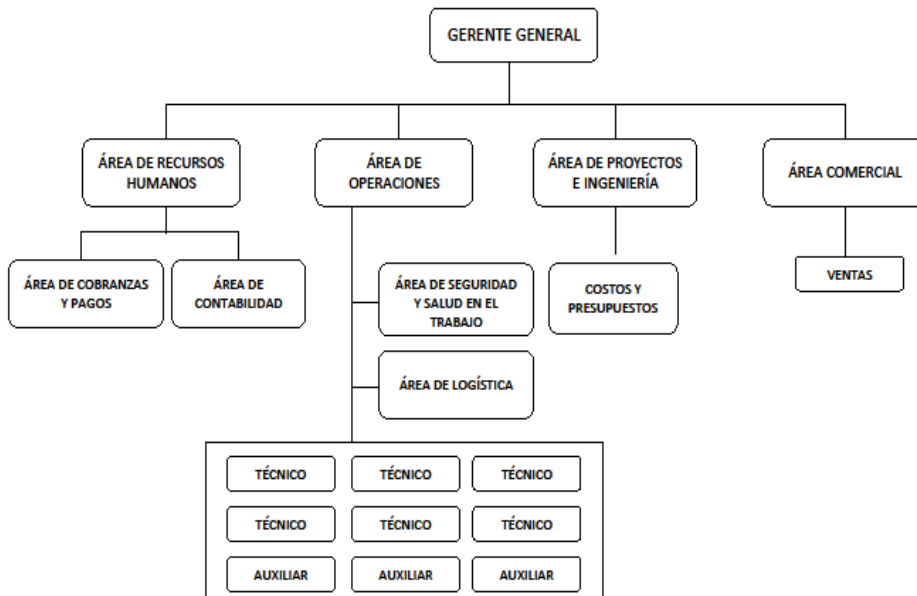 GERENTE GENERAL
ÁREA DE RECURSOS
HUMANOS
ÁREA DE
OPERACIONES
ÁREA DE PROYECTOS
E INGENIERÍA
ÁREA COMERCIAL
ÁREA DE COBRANZAS
Y PAGOS
ÁREA DE
CONTABILIDAD
ÁREA DE SEGURIDAD
Y SALUD EN EL
TRABAJO
COSTOS Y
PRESUPUESTOS
VENTAS
ÁREA DE LOGÍSTICA
TÉCNICO
TÉCNICO
TÉCNICO
TÉCNICO
TÉCNICO
TÉCNICO
AUXILIAR
AUXILIAR
AUXILIAR